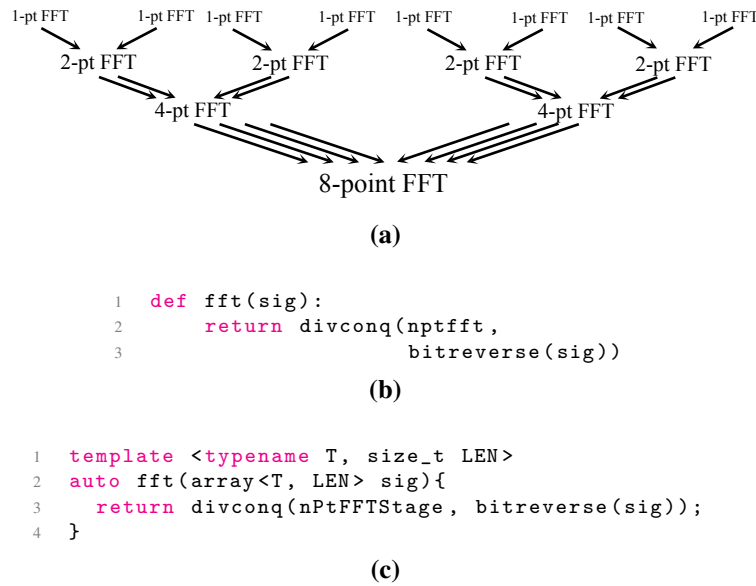 1-pt FFT 1-pt FFT 1-pt FFT 1-pt FFT 1-pt FFT 1-pt FFT 1-pt FFT 1-pt FFT
2-pt FFT 2-pt FFT 2-pt FFT 2-pt FFT
4-pt FFT 4-pt FFT
8-point FFT
(a)
1 def fft(sig):
2     return divconq(nptfft,
3                    bitreverse(sig))
(b)
1 template <typename T, size_t LEN>
2 auto fft(array<T, LEN> sig){
3   return divconq(nPtFFTStage, bitreverse(sig));
4 }
(c)